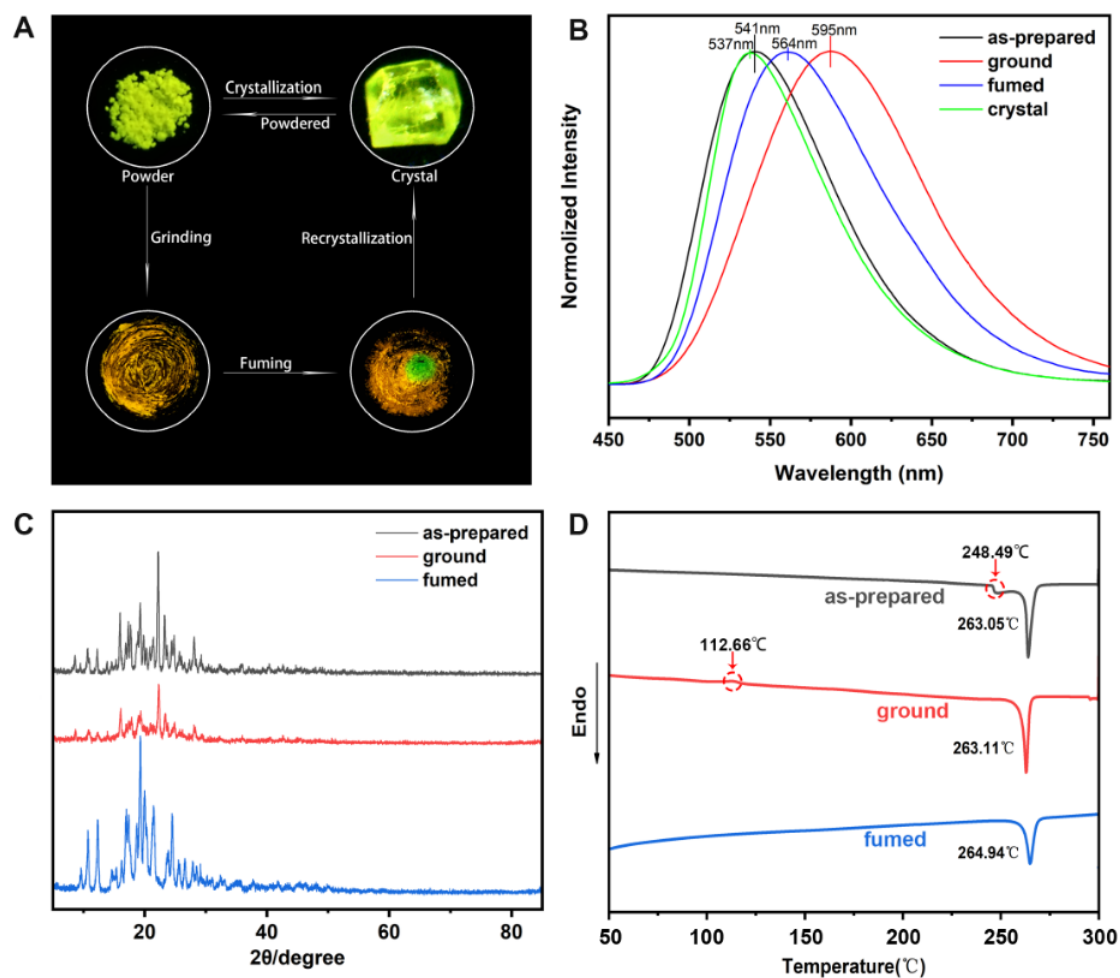 A
Crystallization
Powdered
Powder
Crystal
Grinding
Recrystallization
Fuming
B
541nm
537nm
564nm
595nm
as-prepared
ground
fumed
crystal
Normolized Intensity
450 500 550 600 650 700 750
Wavelength (nm)
C
as-prepared
ground
fumed
20 40 60 80
2θ/degree
D
248.49℃
as-prepared
263.05℃
112.66℃
ground
263.11℃
Endo
fumed
264.94℃
50 100 150 200 250 300
Temperature(℃)